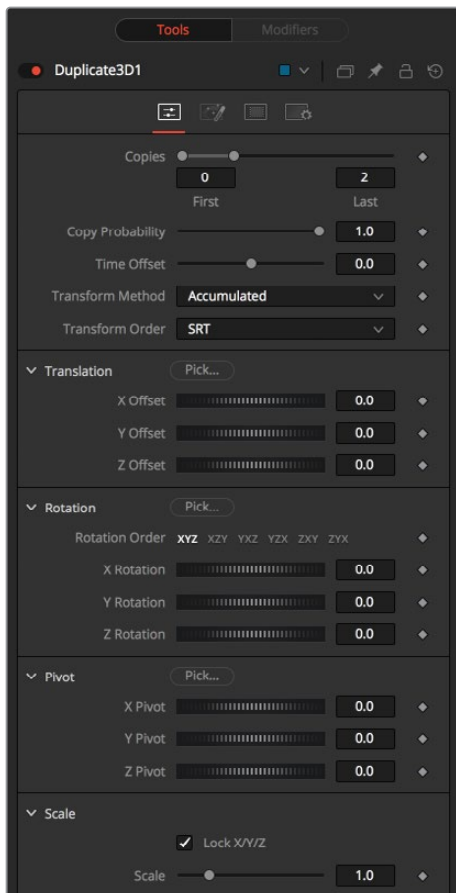 Tools Modifiers
Duplicate3D1
Copies
0 2
First Last
Copy Probability 1.0
Time Offset 0.0
Transform Method Accumulated
Transform Order SRT
Translation Pick...
X Offset 0.0
Y Offset 0.0
Z Offset 0.0
Rotation Pick...
Rotation Order XYZ XZY YXZ YZX ZXY ZYX
X Rotation 0.0
Y Rotation 0.0
Z Rotation 0.0
Pivot Pick...
X Pivot 0.0
Y Pivot 0.0
Z Pivot 0.0
Scale
Lock X/Y/Z
Scale 1.0